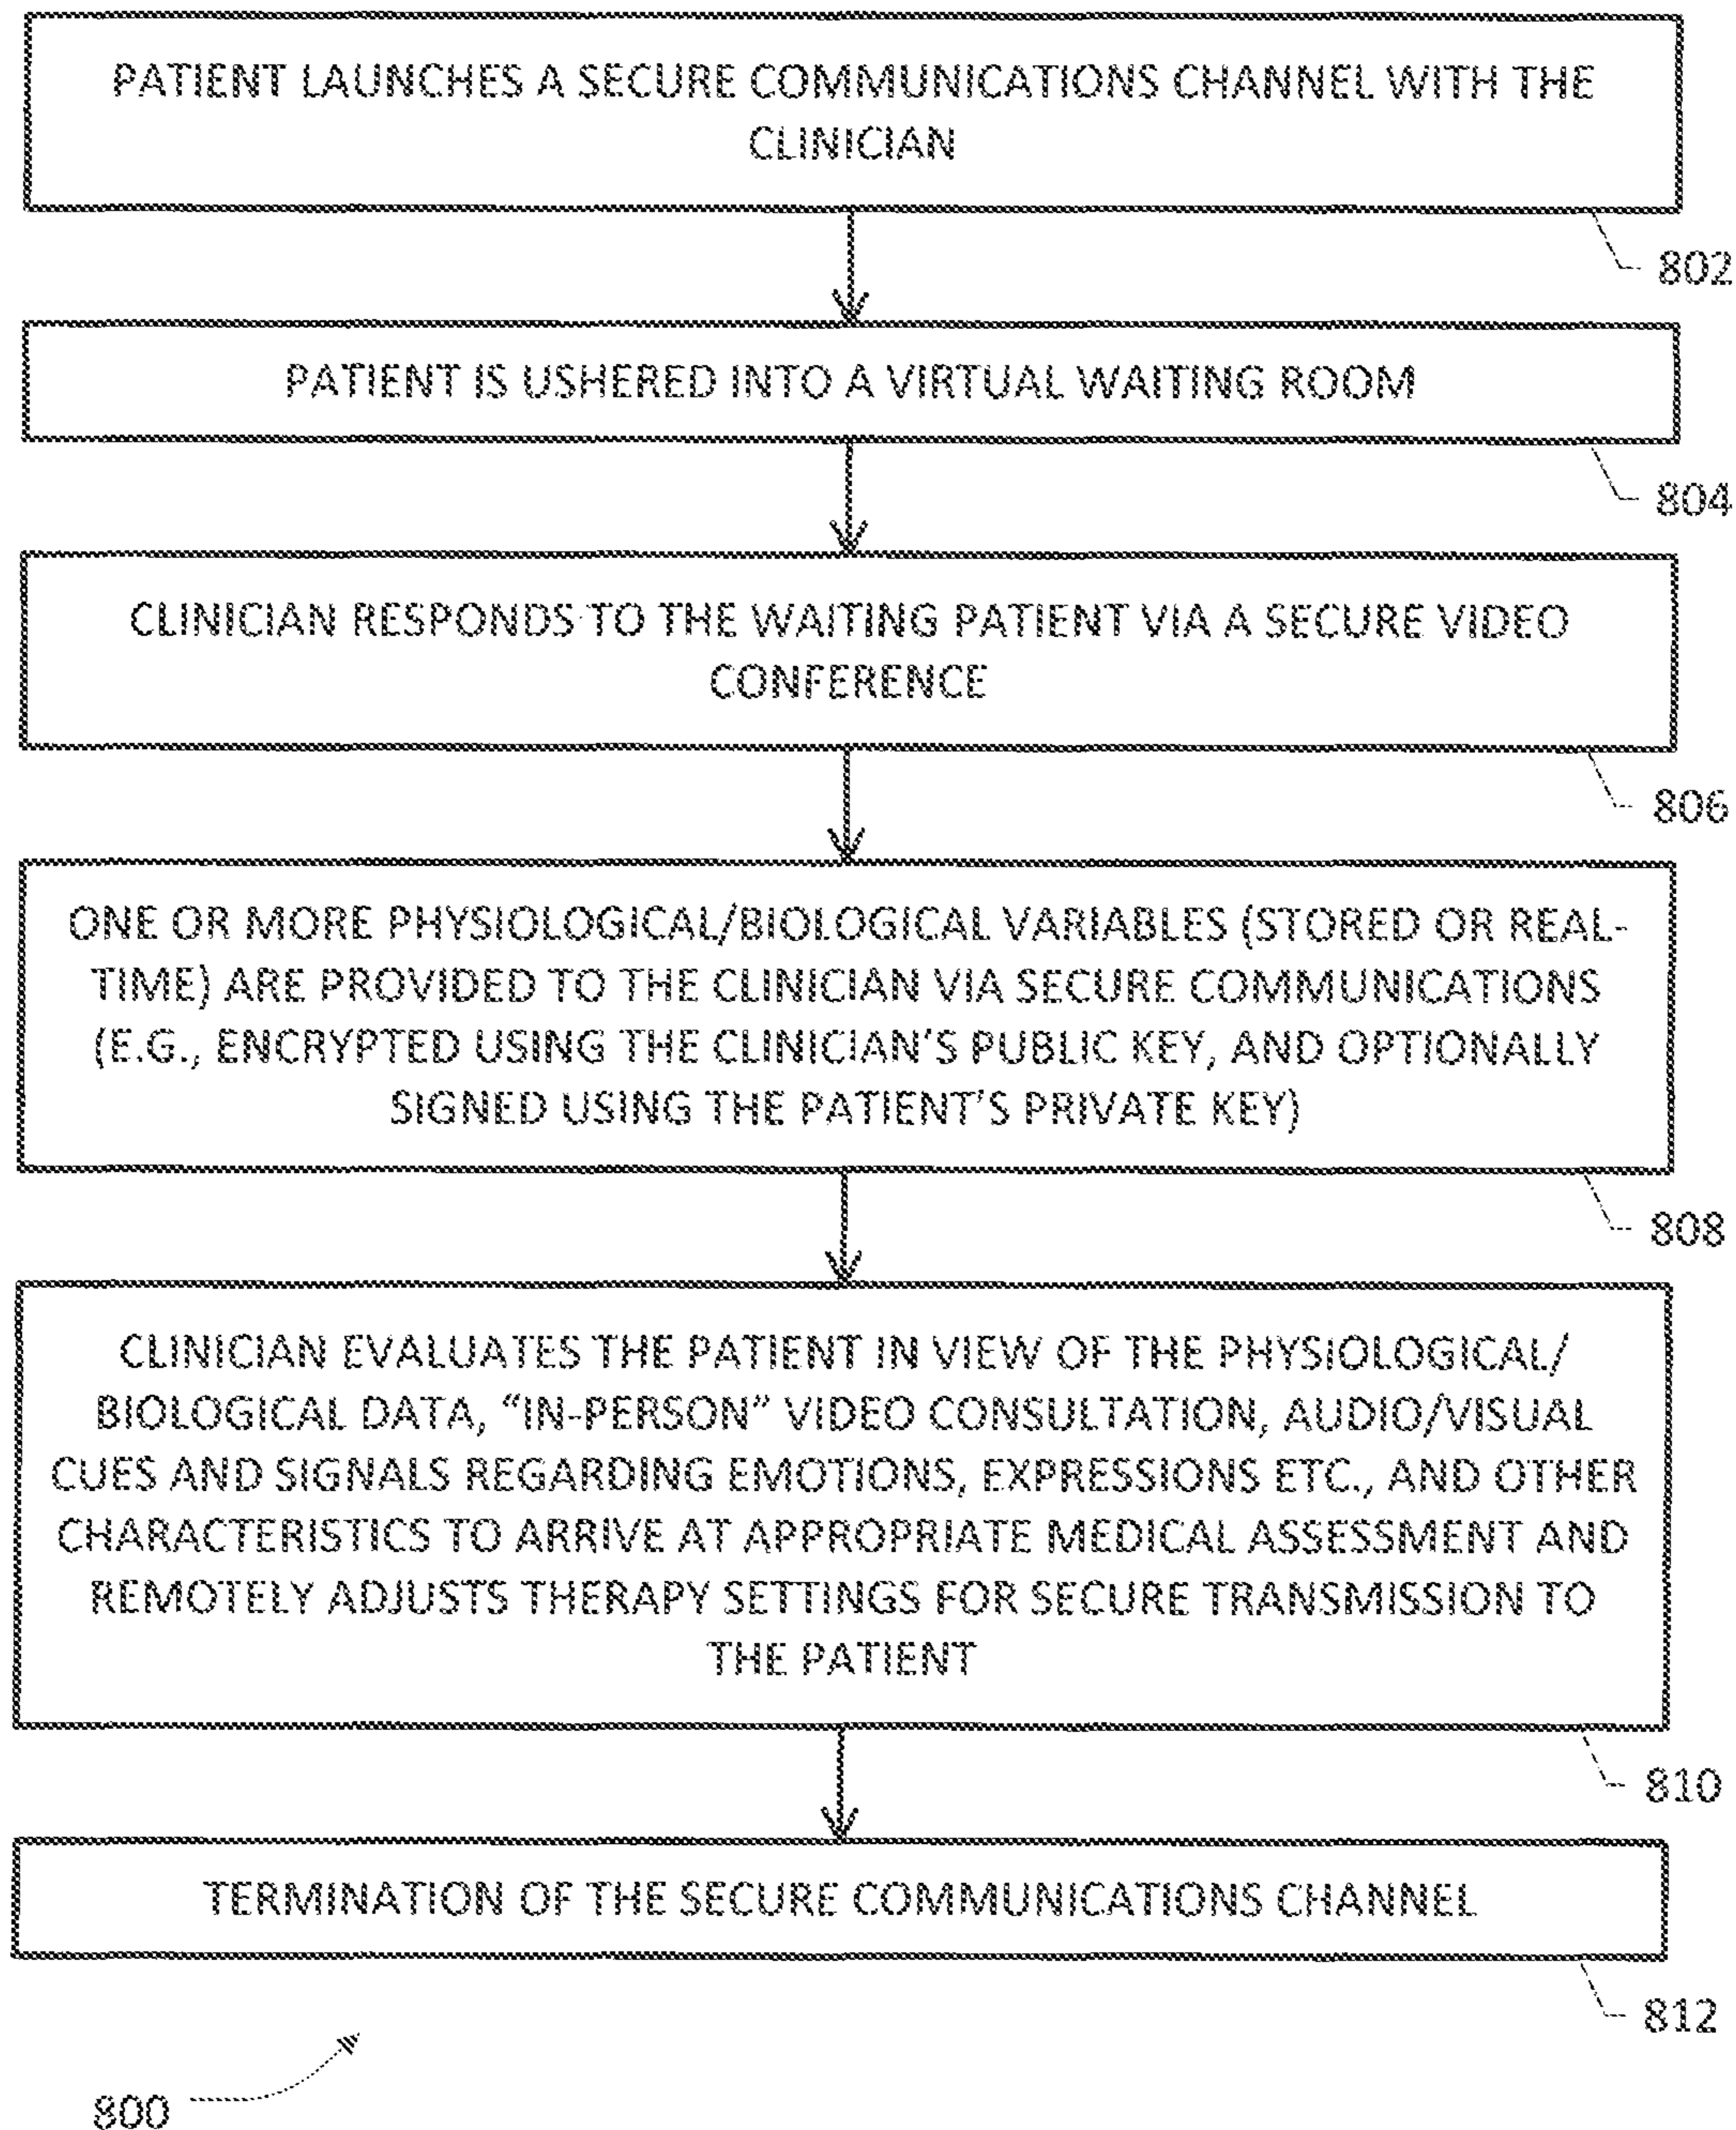 PATIENT LAUNCHES A SECURE COMMUNICATIONS CHANNEL WITH THE
CLINICIAN
802
PATIENT IS USHERED INTO A VIRTUAL WAITING ROOM
804
CLINICIAN RESPONDS TO THE WAITING PATIENT VIA A SECURE VIDEO
CONFERENCE
806
ONE OR MORE PHYSIOLOGICAL/BIOLOGICAL VARIABLES (STORED OR REAL-
TIME) ARE PROVIDED TO THE CLINICIAN VIA SECURE COMMUNICATIONS
(E.G., ENCRYPTED USING THE CLINICIAN'S PUBLIC KEY, AND OPTIONALLY
SIGNED USING THE PATIENT'S PRIVATE KEY)
808
CLINICIAN EVALUATES THE PATIENT IN VIEW OF THE PHYSIOLOGICAL/
BIOLOGICAL DATA, “IN-PERSON” VIDEO CONSULTATION, AUDIO/VISUAL
CUES AND SIGNALS REGARDING EMOTIONS, EXPRESSIONS ETC., AND OTHER
CHARACTERISTICS TO ARRIVE AT APPROPRIATE MEDICAL ASSESSMENT AND
REMOTELY ADJUSTS THERAPY SETTINGS FOR SECURE TRANSMISSION TO
THE PATIENT
810
TERMINATION OF THE SECURE COMMUNICATIONS CHANNEL
812
800